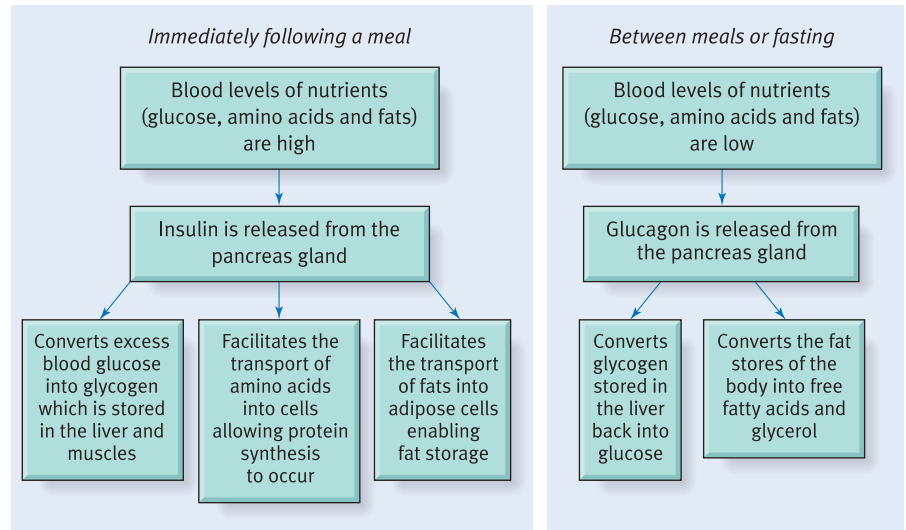 Immediately following a meal
Blood levels of nutrients
(glucose, amino acids and fats)
are high
Insulin is released from the
pancreas gland
Converts excess
blood glucose
into glycogen
which is stored
in the liver and
muscles
Facilitates the
transport of
amino acids
into cells
allowing protein
synthesis
to occur
Facilitates
the transport
of fats into
adipose cells
enabling
fat storage
Between meals or fasting
Blood levels of nutrients
(glucose, amino acids and fats)
are low
Glucagon is released from
the pancreas gland
Converts
glycogen
stored in
the liver
back into
glucose
Converts the fat
stores of the
body into free
fatty acids and
glycerol